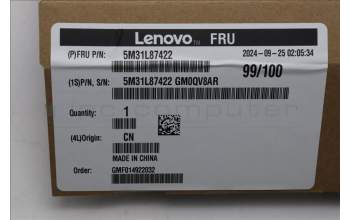 Lenovo FRU
(P)FRU P/N: 5M31L87422 2024-09-25 02:05:34
99/100
(1S)P/N, S/N: 5M31L87422 GM0QV8AR
Quantity: 1
(4L)Origin: CN
MADE IN CHINA
Order: GMF014922032